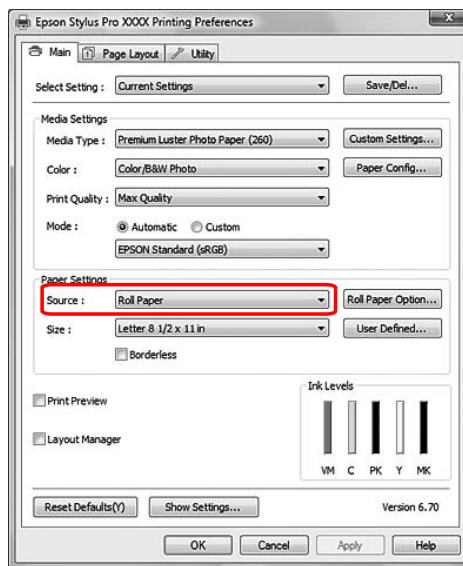 Epson Stylus Pro XXXX Printing Preferences
Main Page Layout Utility
Select Setting : Current Settings Save/Del...
Media Settings
Media Type : Premium Luster Photo Paper (260) Custom Settings...
Color : Color/B&W Photo Paper Config...
Print Quality : Max Quality
Mode : Automatic Custom
EPSON Standard (sRGB)
Paper Settings
Source : Roll Paper Roll Paper Option...
Size : Letter 8 1/2 x 11 in User Defined...
Borderless
Print Preview
Layout Manager
Ink Levels
VM C PK Y MK
Reset Defaults(Y) Show Settings... Version 6.70
OK Cancel Apply Help